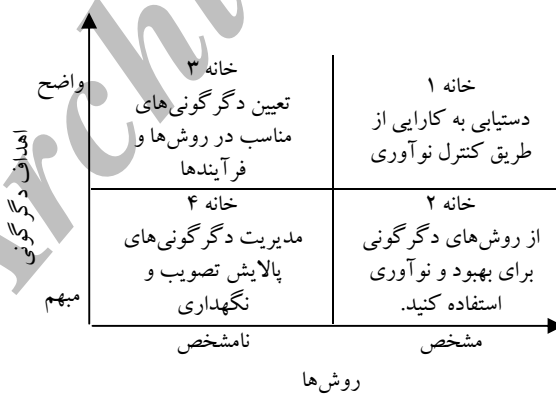 واضح
خانه ۳
تعیین دگرگونی‌های
مناسب در روش‌ها و
فرآیندها
خانه ۱
دستیابی به کارایی از
طریق کنترل نوآوری
اهداف دگرگونی
خانه ۴
مدیریت دگرگونی‌های
پالایش تصویب و
نگهداری
خانه ۲
از روش‌های دگرگونی
برای بهبود و نوآوری
استفاده کنید.
مبهم
نامشخص
مشخص
روش‌ها